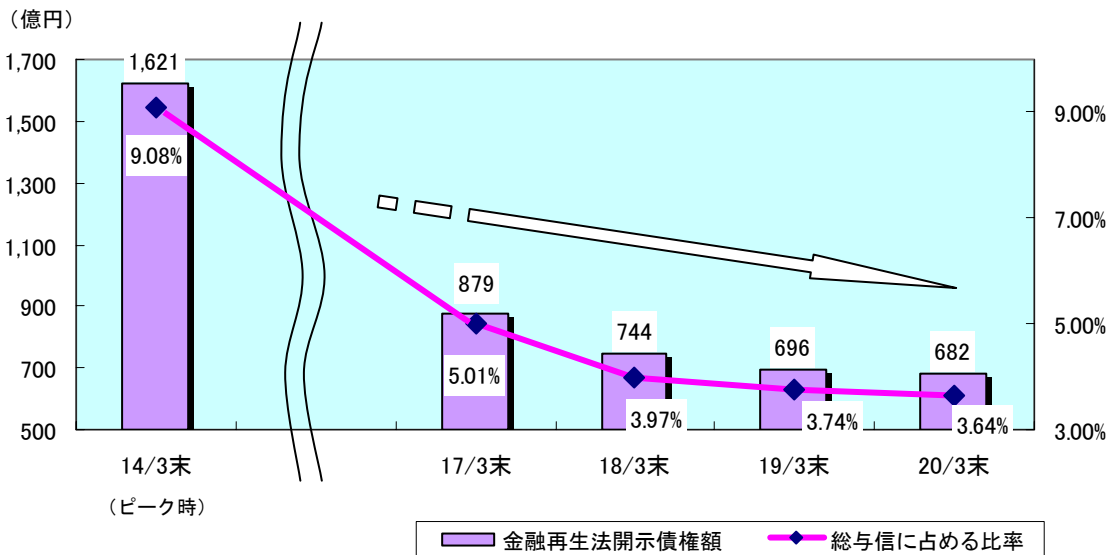 （億円）
1,700
1,500
1,300
1,100
900
700
500
9.00%
7.00%
5.00%
3.00%
1,621
9.08%
879
5.01%
744
3.97%
696
3.74%
682
3.64%
14/3末
17/3末
18/3末
19/3末
20/3末
（ピーク時）
金融再生法開示債権額
総与信に占める比率